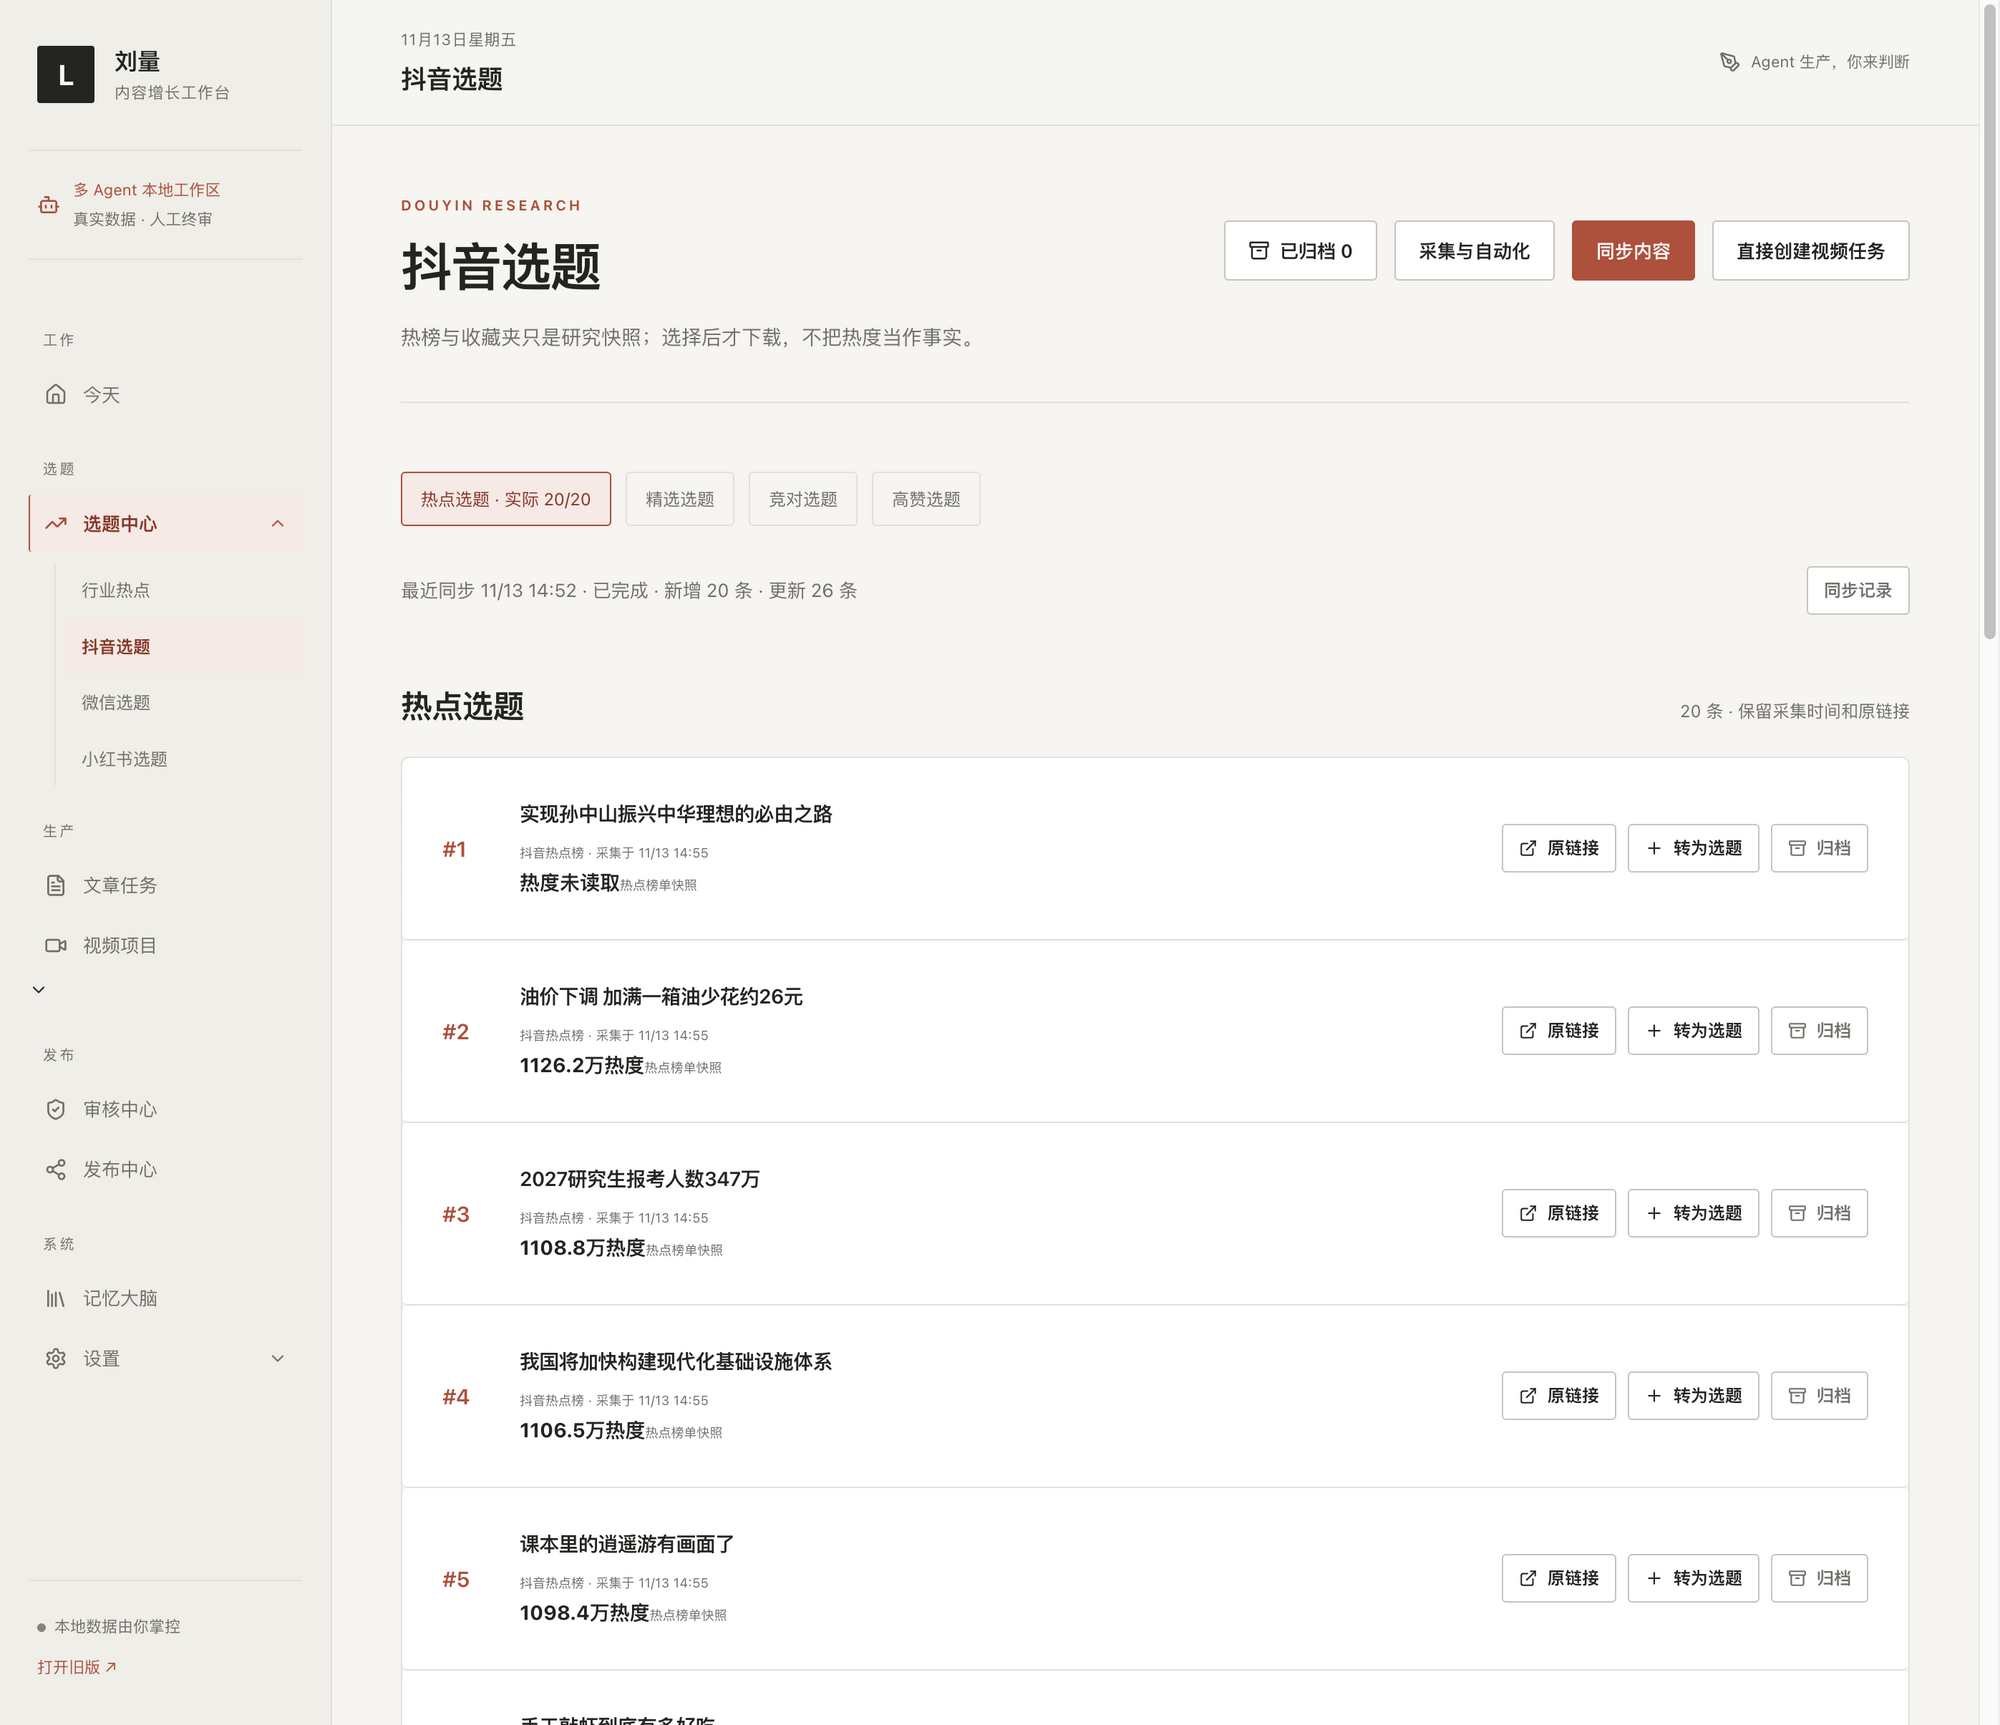 L
刘量
内容增长工作台
多 Agent 本地工作区
真实数据 · 人工终审
工作
今天
选题
选题中心
行业热点
抖音选题
微信选题
小红书选题
生产
文章任务
视频项目
发布
审核中心
发布中心
系统
记忆大脑
设置
本地数据由你掌控
打开旧版
11月13日星期五
抖音选题
Agent 生产，你来判断
DOUYIN RESEARCH
抖音选题
已归档 0
采集与自动化
同步内容
直接创建视频任务
热榜与收藏夹只是研究快照；选择后才下载，不把热度当作事实。
热点选题 · 实际 20/20
精选选题
竞对选题
高赞选题
最近同步 11/13 14:52 · 已完成 · 新增 20 条 · 更新 26 条
同步记录
热点选题
20 条 · 保留采集时间和原链接
#1
实现孙中山振兴中华理想的必由之路
抖音热点榜 · 采集于 11/13 14:55
热度未读取热点榜单快照
原链接
转为选题
归档
#2
油价下调 加满一箱油少花约26元
抖音热点榜 · 采集于 11/13 14:55
1126.2万热度热点榜单快照
原链接
转为选题
归档
#3
2027研究生报考人数347万
抖音热点榜 · 采集于 11/13 14:55
1108.8万热度热点榜单快照
原链接
转为选题
归档
#4
我国将加快构建现代化基础设施体系
抖音热点榜 · 采集于 11/13 14:55
1106.5万热度热点榜单快照
原链接
转为选题
归档
#5
课本里的逍遥游有画面了
抖音热点榜 · 采集于 11/13 14:55
1098.4万热度热点榜单快照
原链接
转为选题
归档